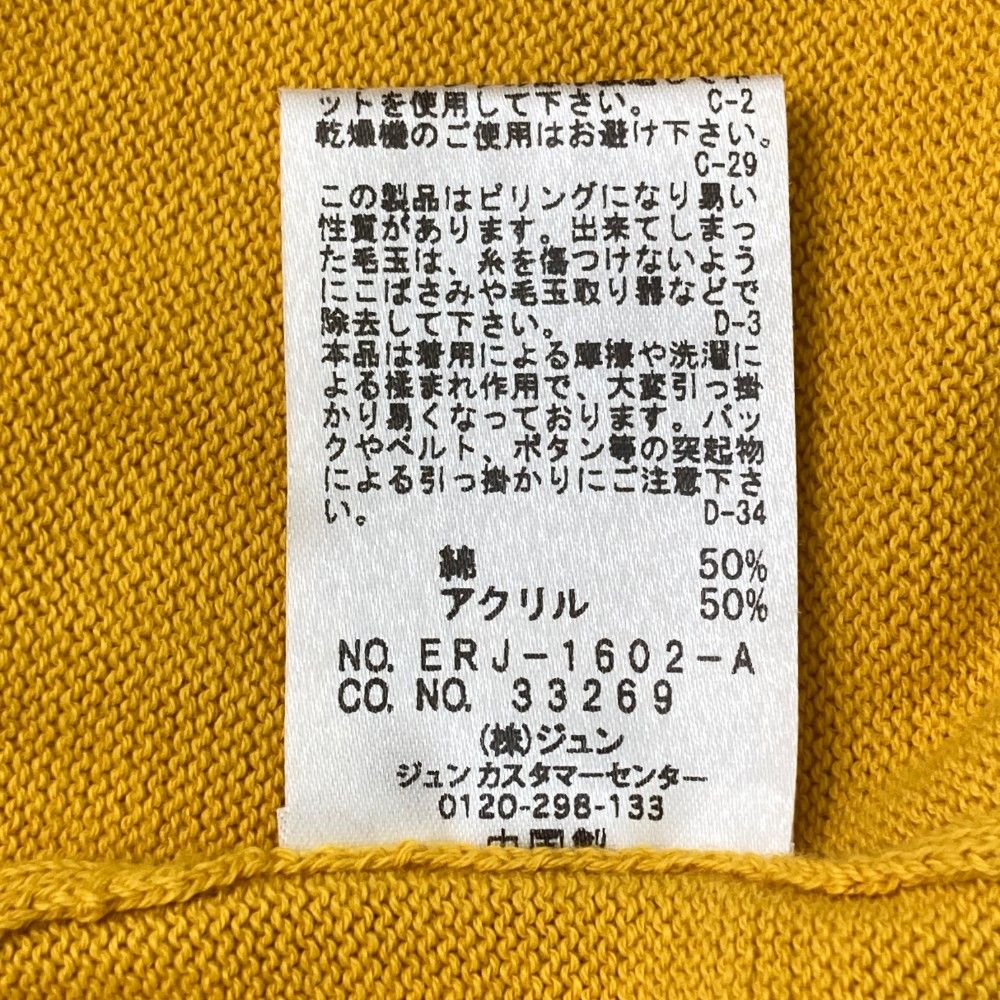 ットを使用して下さい。 C-2
乾燥機のご使用はお避け下さい。
C-29
この製品はピリングになり易い
性質があります。出来てしまっ
た毛玉は、糸を傷つけないよう
にこばさみや毛玉取り器などで
除去して下さい。 D-3
本品は着用による摩擦や洗濯に
よる揉まれ作用で、大変引っ掛
かり易くなっております。バッ
クやベルト、ボタン等の突起物
による引っ掛かりにご注意下さ
い。 D-34
綿 50%
アクリル 50%
NO. ERJ-1602-A
CO. NO. 33269
(株)ジュン
ジュンカスタマーセンター
0120-298-133
中国製